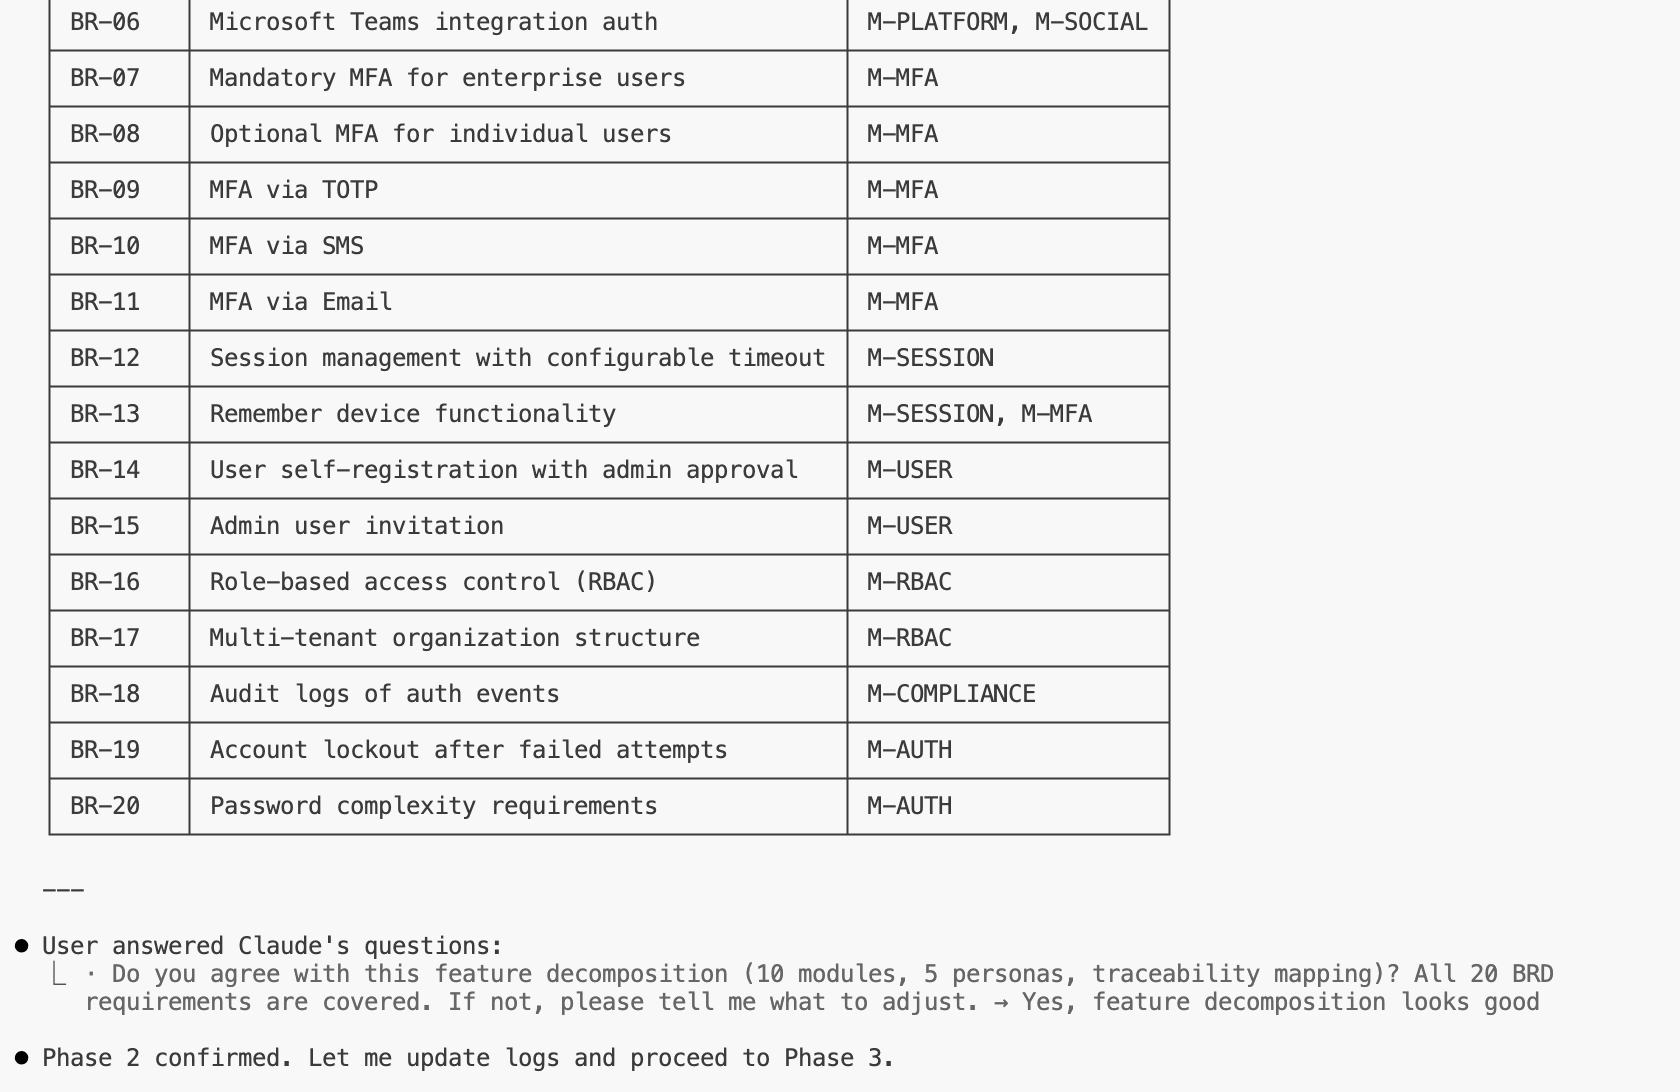 BR-06 Microsoft Teams integration auth M-PLATFORM, M-SOCIAL
BR-07 Mandatory MFA for enterprise users M-MFA
BR-08 Optional MFA for individual users M-MFA
BR-09 MFA via TOTP M-MFA
BR-10 MFA via SMS M-MFA
BR-11 MFA via Email M-MFA
BR-12 Session management with configurable timeout M-SESSION
BR-13 Remember device functionality M-SESSION, M-MFA
BR-14 User self-registration with admin approval M-USER
BR-15 Admin user invitation M-USER
BR-16 Role-based access control (RBAC) M-RBAC
BR-17 Multi-tenant organization structure M-RBAC
BR-18 Audit logs of auth events M-COMPLIANCE
BR-19 Account lockout after failed attempts M-AUTH
BR-20 Password complexity requirements M-AUTH
---
● User answered Claude's questions:
⎿ · Do you agree with this feature decomposition (10 modules, 5 personas, traceability mapping)? All 20 BRD
requirements are covered. If not, please tell me what to adjust. → Yes, feature decomposition looks good
● Phase 2 confirmed. Let me update logs and proceed to Phase 3.